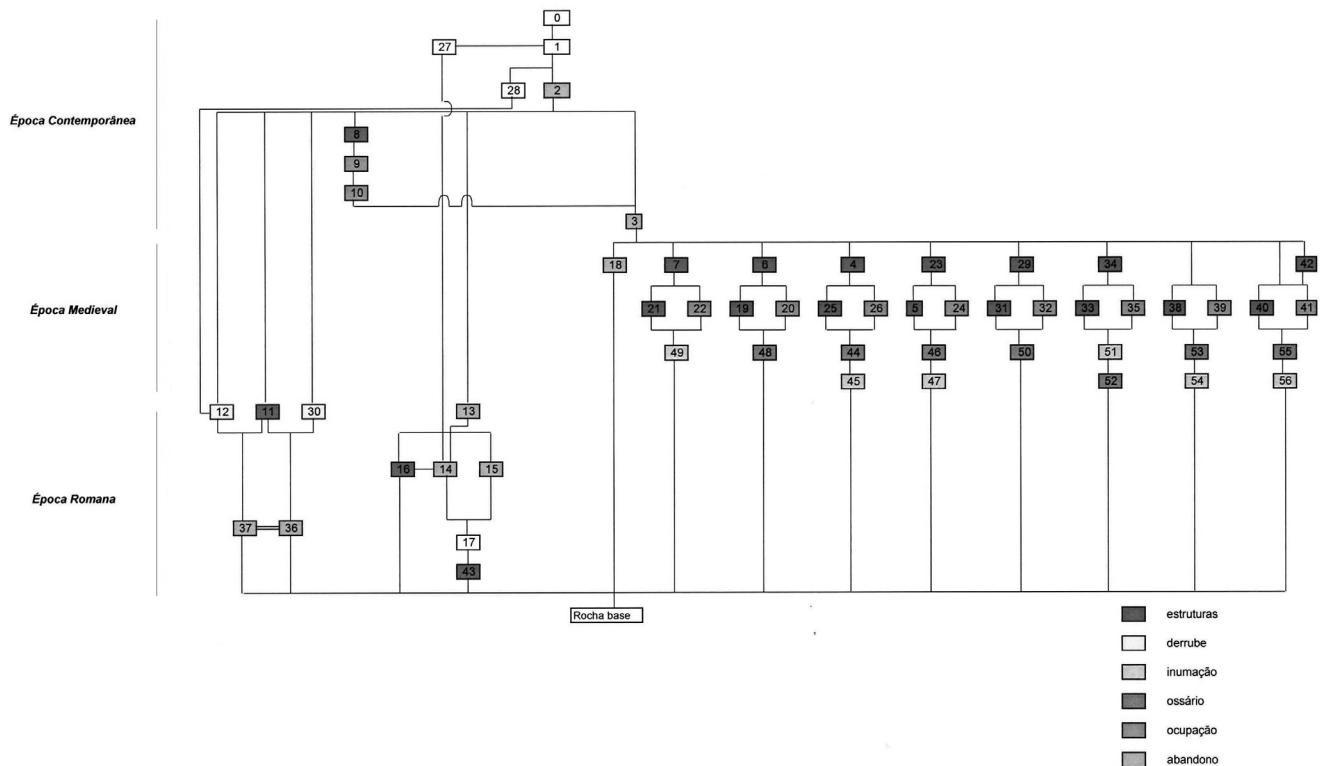 0
27 1
28 2
Época Contemporânea
8
9
10
3
18 7 6 4 23 29 34 42
Época Medieval
21 22 19 20 25 26 5 24 31 32 33 35 38 39 40 41
49 48 44 46 50 51 53 55
45 47 52 54 56
12 11 30 13
16 14 15
Época Romana
37 36
17
43
Rocha base
estruturas
derrube
inumação
ossário
ocupação
abandono